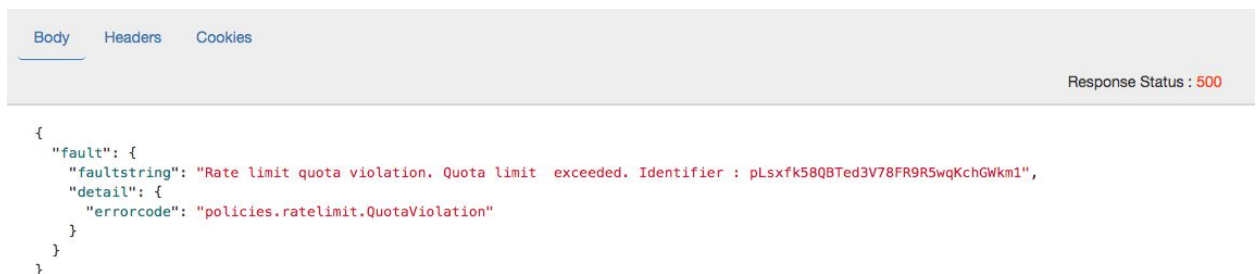 Body Headers Cookies
Response Status : 500
{
"fault": {
"faultstring": "Rate limit quota violation. Quota limit  exceeded. Identifier : pLsxfk58QBTed3V78FR9R5wqKchGWkm1",
"detail": {
"errorcode": "policies.ratelimit.QuotaViolation"
}
}
}